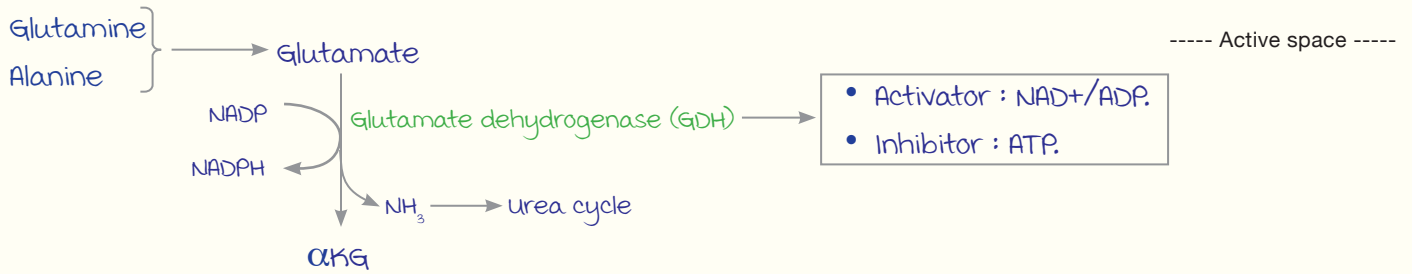 Glutamine
Alanine
Glutamate
----- Active space -----
NADP
NADPH
Glutamate dehydrogenase (GDH)
• Activator : NAD+/ADP.
• Inhibitor : ATP.
NH₃
Urea cycle
αKG